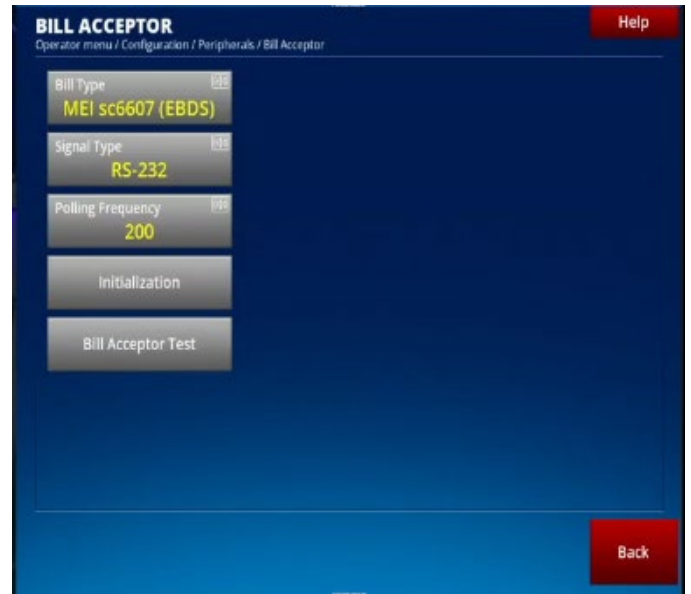 BILL ACCEPTOR
Help
Operator menu / Configuration / Peripherals / Bill Acceptor
Bill Type
MEI sc6607 (EBDS)
Signal Type
RS-232
Polling Frequency
200
Initialization
Bill Acceptor Test
Back